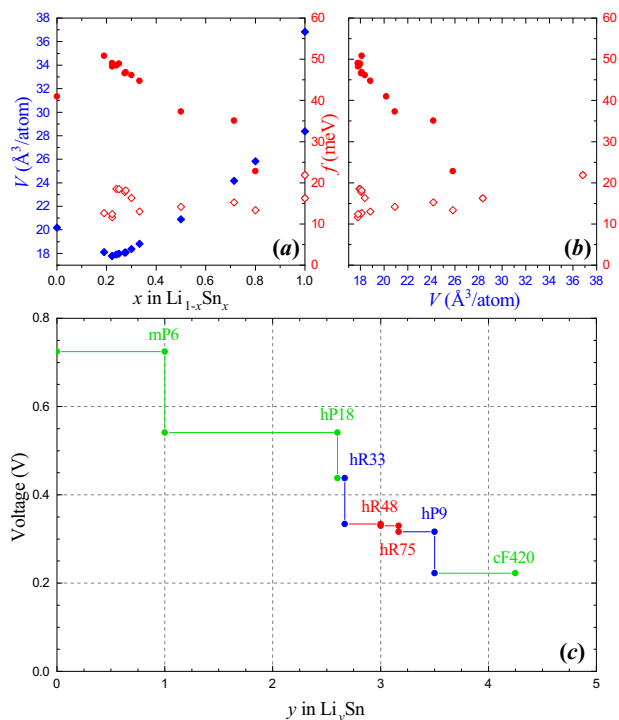 38
36
34
32
30
28
26
24
22
20
18
V (Å³/atom)
60
50
40
30
20
10
0
f (meV)
(a)
0.0 0.2 0.4 0.6 0.8 1.0
x in Li₁₋ₓSnₓ
60
50
40
30
20
10
0
(b)
18 20 22 24 26 28 30 32 34 36 38
V (Å³/atom)
0.8
0.6
0.4
0.2
0.0
Voltage (V)
mP6
hP18
hR33
hR48
hP9
hR75
cF420
(c)
0 1 2 3 4 5
y in LiᵧSn